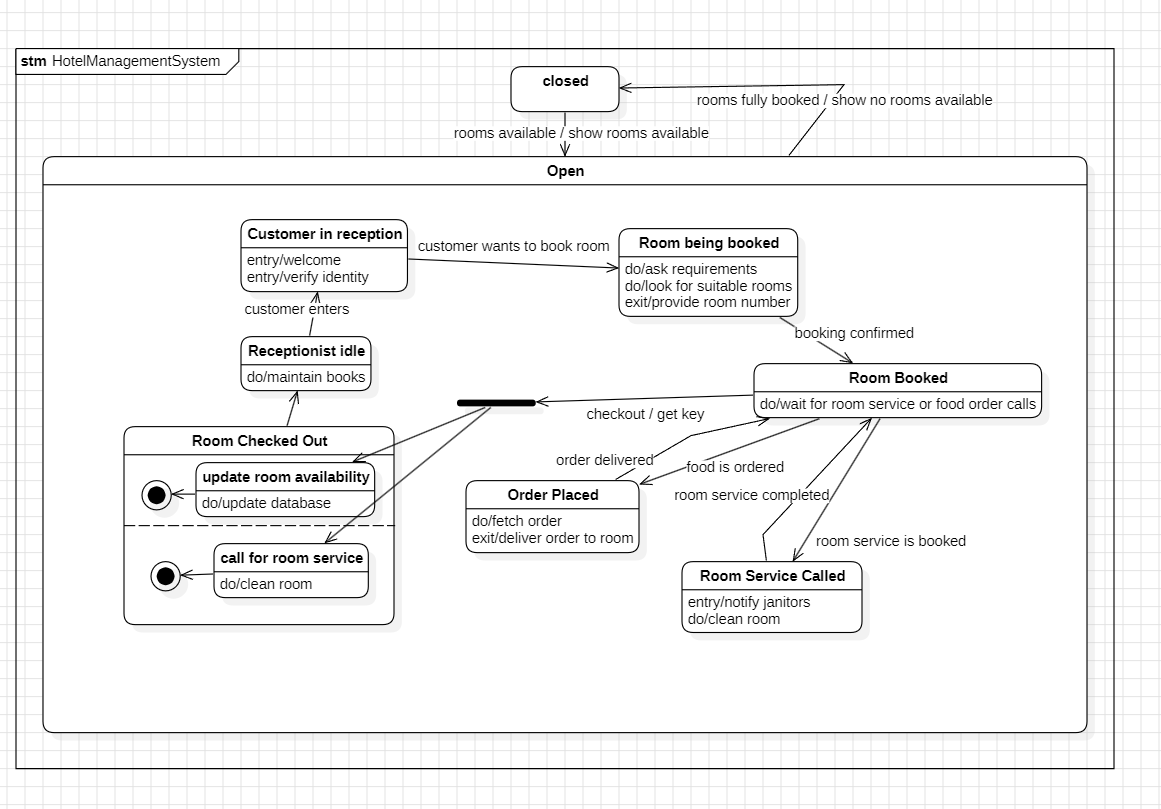 stm HotelManagementSystem
closed
rooms fully booked / show no rooms available
rooms available / show rooms available
Open
Customer in reception
entry/welcome
entry/verify identity
customer wants to book room
Room being booked
do/ask requirements
do/look for suitable rooms
exit/provide room number
customer enters
booking confirmed
Receptionist idle
do/maintain books
Room Booked
do/wait for room service or food order calls
checkout / get key
Room Checked Out
update room availability
do/update database
order delivered
food is ordered
Order Placed
do/fetch order
exit/deliver order to room
room service completed
room service is booked
call for room service
do/clean room
Room Service Called
entry/notify janitors
do/clean room